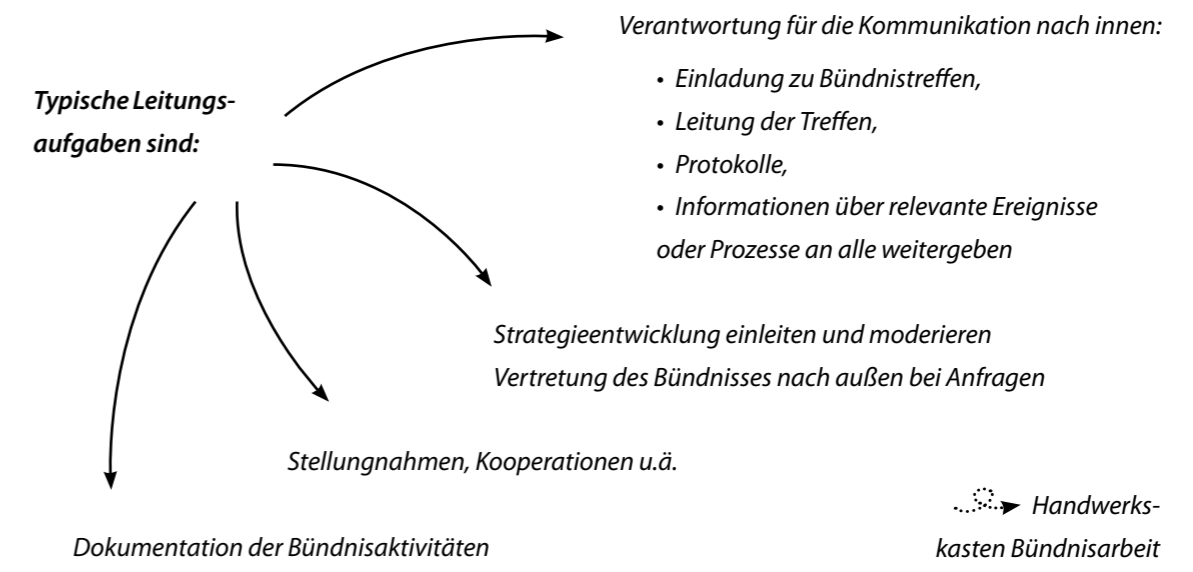 Typische Leitungs-
aufgaben sind:
Verantwortung für die Kommunikation nach innen:
• Einladung zu Bündnistreffen,
• Leitung der Treffen,
• Protokolle,
• Informationen über relevante Ereignisse
oder Prozesse an alle weitergeben
Strategieentwicklung einleiten und moderieren
Vertretung des Bündnisses nach außen bei Anfragen
Stellungnahmen, Kooperationen u.ä.
Dokumentation der Bündnisaktivitäten
Handwerks-
kasten Bündnisarbeit